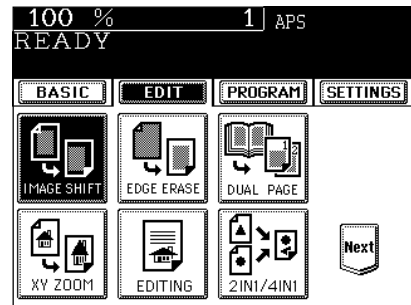 100 % 1 APS
READY
BASIC EDIT PROGRAM SETTINGS
IMAGE SHIFT EDGE ERASE DUAL PAGE
XY ZOOM EDITING 2IN1/4IN1 Next